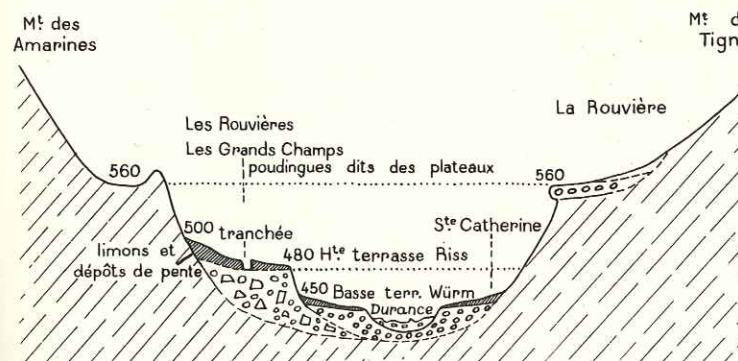 Mt des
Amarines
Mt d
Tign
La Rouvière
Les Rouvières
Les Grands Champs
poudingues dits des plateaux
560
560
500 tranchée
Ste Catherine
limons et
dépôts de pente
480 Hte terrasse Riss
450 Basse terr. Würm
Durance